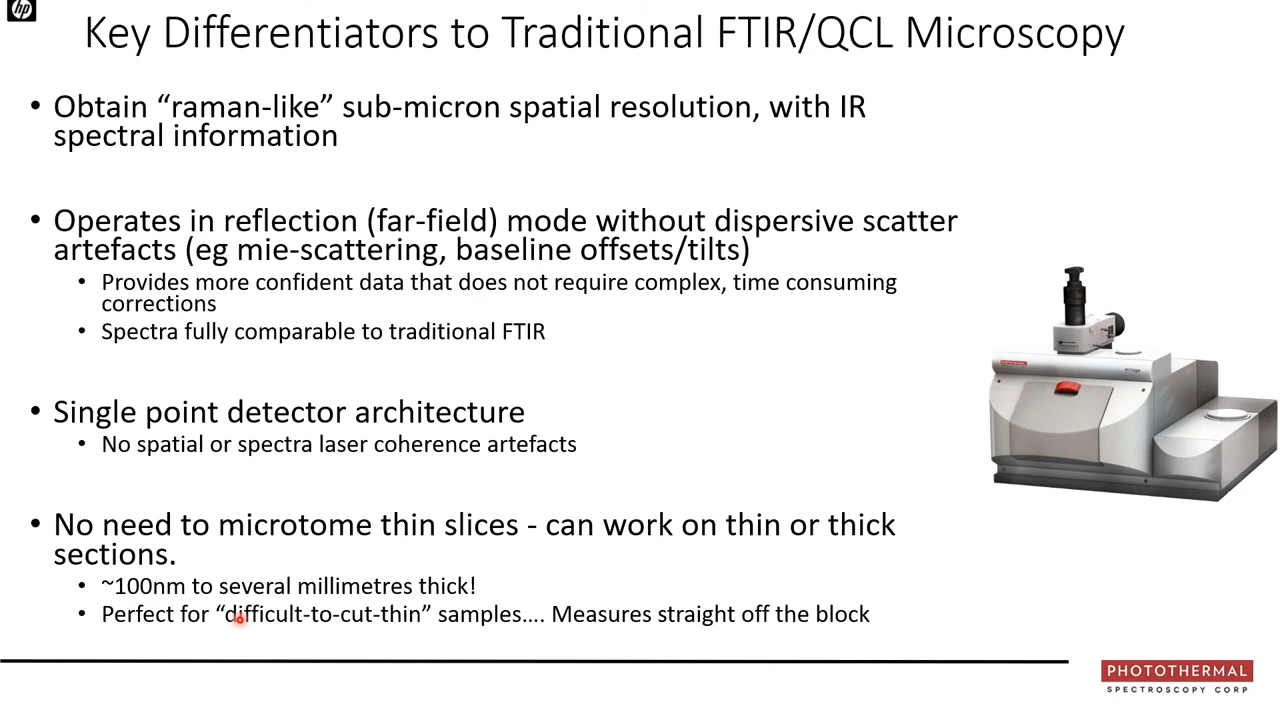 hp
Key Differentiators to Traditional FTIR/QCL Microscopy
• Obtain “raman-like” sub-micron spatial resolution, with IR
spectral information
• Operates in reflection (far-field) mode without dispersive scatter
artefacts (eg mie-scattering, baseline offsets/tilts)
• Provides more confident data that does not require complex, time consuming
corrections
• Spectra fully comparable to traditional FTIR
• Single point detector architecture
• No spatial or spectra laser coherence artefacts
• No need to microtome thin slices - can work on thin or thick
sections.
• ~100nm to several millimetres thick!
• Perfect for “difficult-to-cut-thin” samples…. Measures straight off the block
PHOTOTHERMAL
SPECTROSCOPY CORP